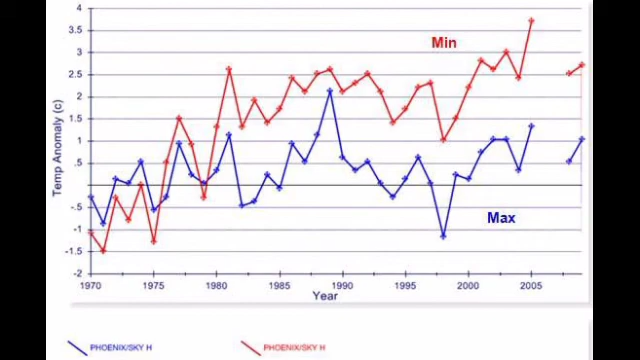 4
3.5
3
2.5
2
1.5
1
.5
-.5
-1
-1.5
-2
Temp Anomaly (c)
Min
Max
1970 1975 1980 1985 1990 1995 2000 2005
Year
PHOENIX/SKY H PHOENIX/SKY H